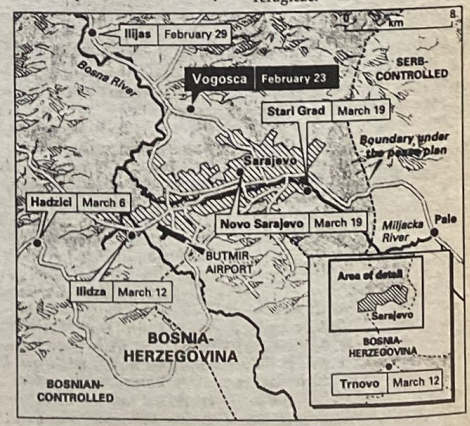 0 8
km
Ilijas February 29
SERB-
CONTROLLED
Bosna River
Vogosca February 23
Stari Grad March 19
Boundary under
the peace plan
Sarajevo
Hadzici March 6
Novo Sarajevo March 19
Miljacka
River
Pale
BUTMIR
AIRPORT
Ilidza March 12
Area of detail
Sarajevo
BOSNIA-
HERZEGOVINA
BOSNIA-
HERZEGOVINA
Trnovo March 12
BOSNIAN-
CONTROLLED